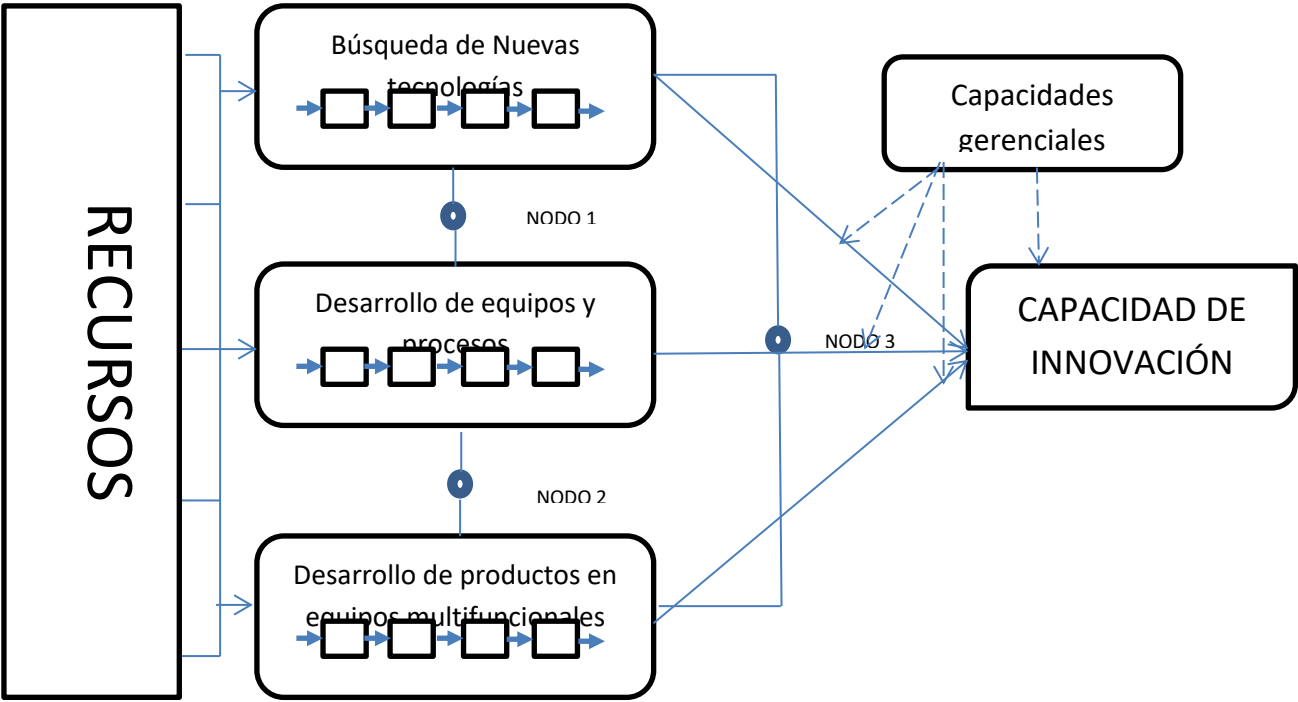 RECURSOS
Búsqueda de Nuevas
tecnologías
NODO 1
Desarrollo de equipos y
procesos
NODO 2
Desarrollo de productos en
equipos multifuncionales
NODO 3
Capacidades
gerenciales
CAPACIDAD DE
INNOVACIÓN